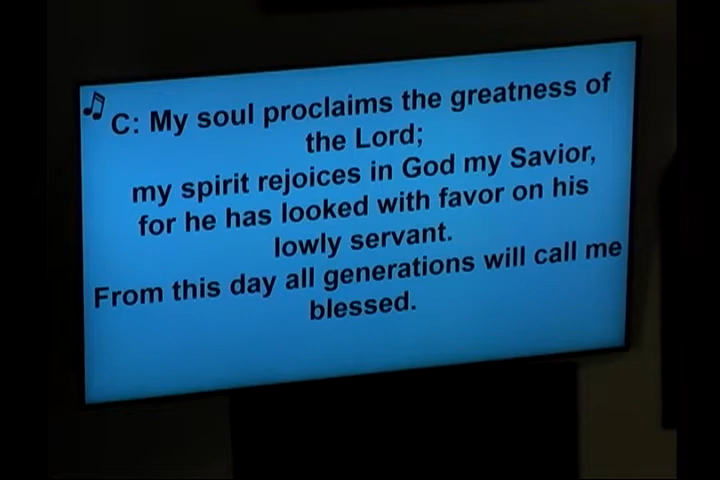 ♫ C: My soul proclaims the greatness of
the Lord;
my spirit rejoices in God my Savior,
for he has looked with favor on his
lowly servant.
From this day all generations will call me
blessed.